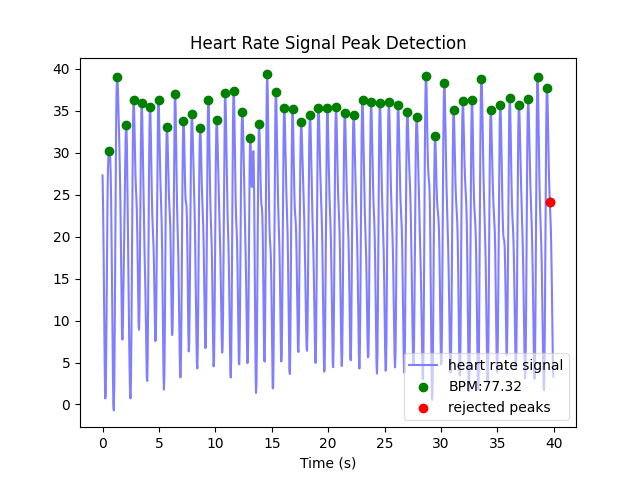 Heart Rate Signal Peak Detection
40
35
30
25
20
15
10
5
0
heart rate signal
BPM:77.32
rejected peaks
0 5 10 15 20 25 30 35 40
Time (s)